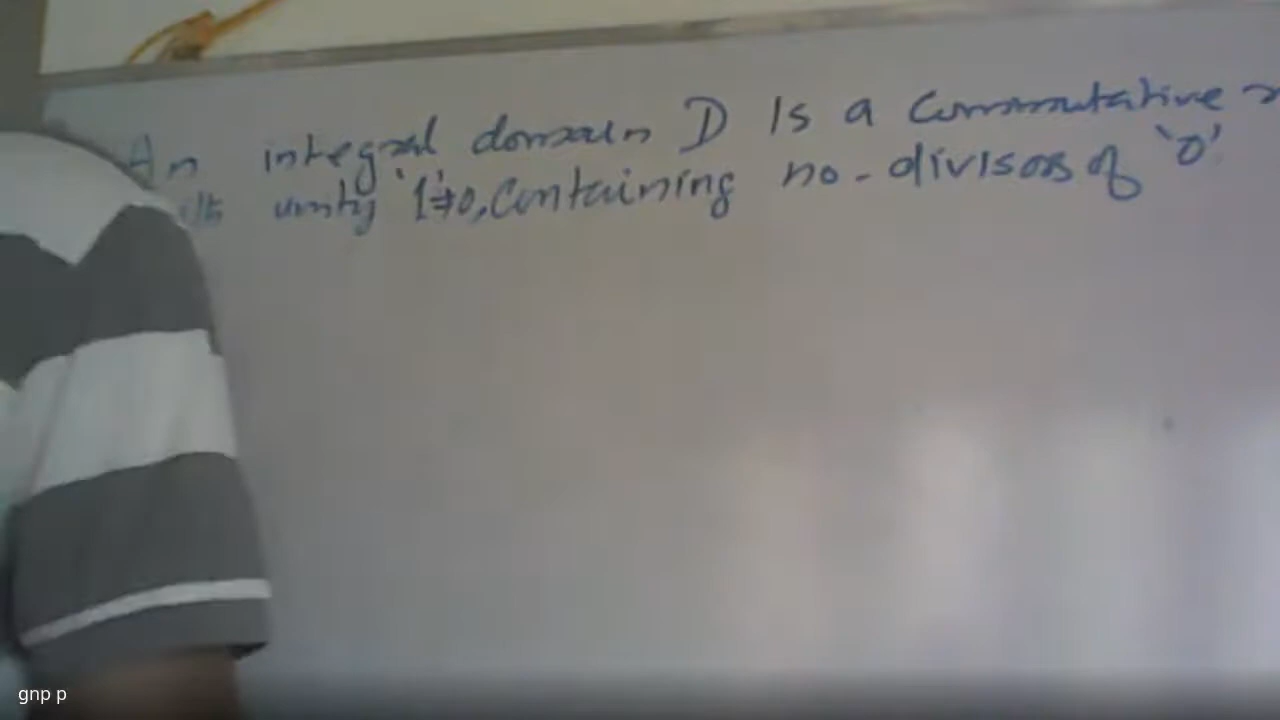 An integral domain D Is a Commutative
unity '1'≠0, Containing no-divisors of '0'
gnp p